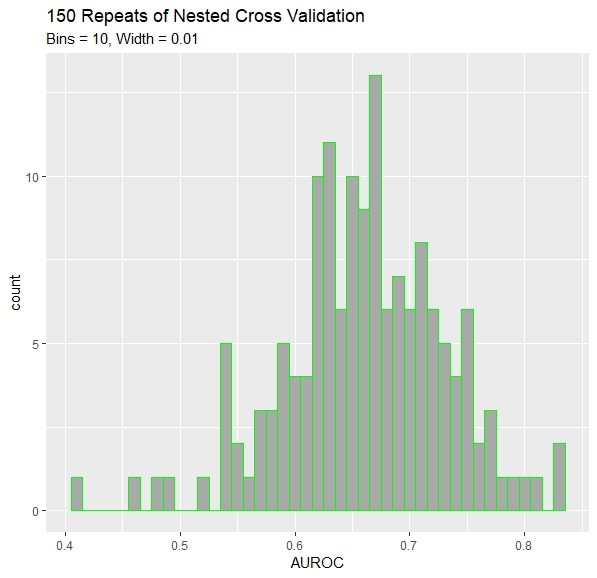 150 Repeats of Nested Cross Validation
Bins = 10, Width = 0.01
10
5
0
count
0.4
0.5
0.6
0.7
0.8
AUROC